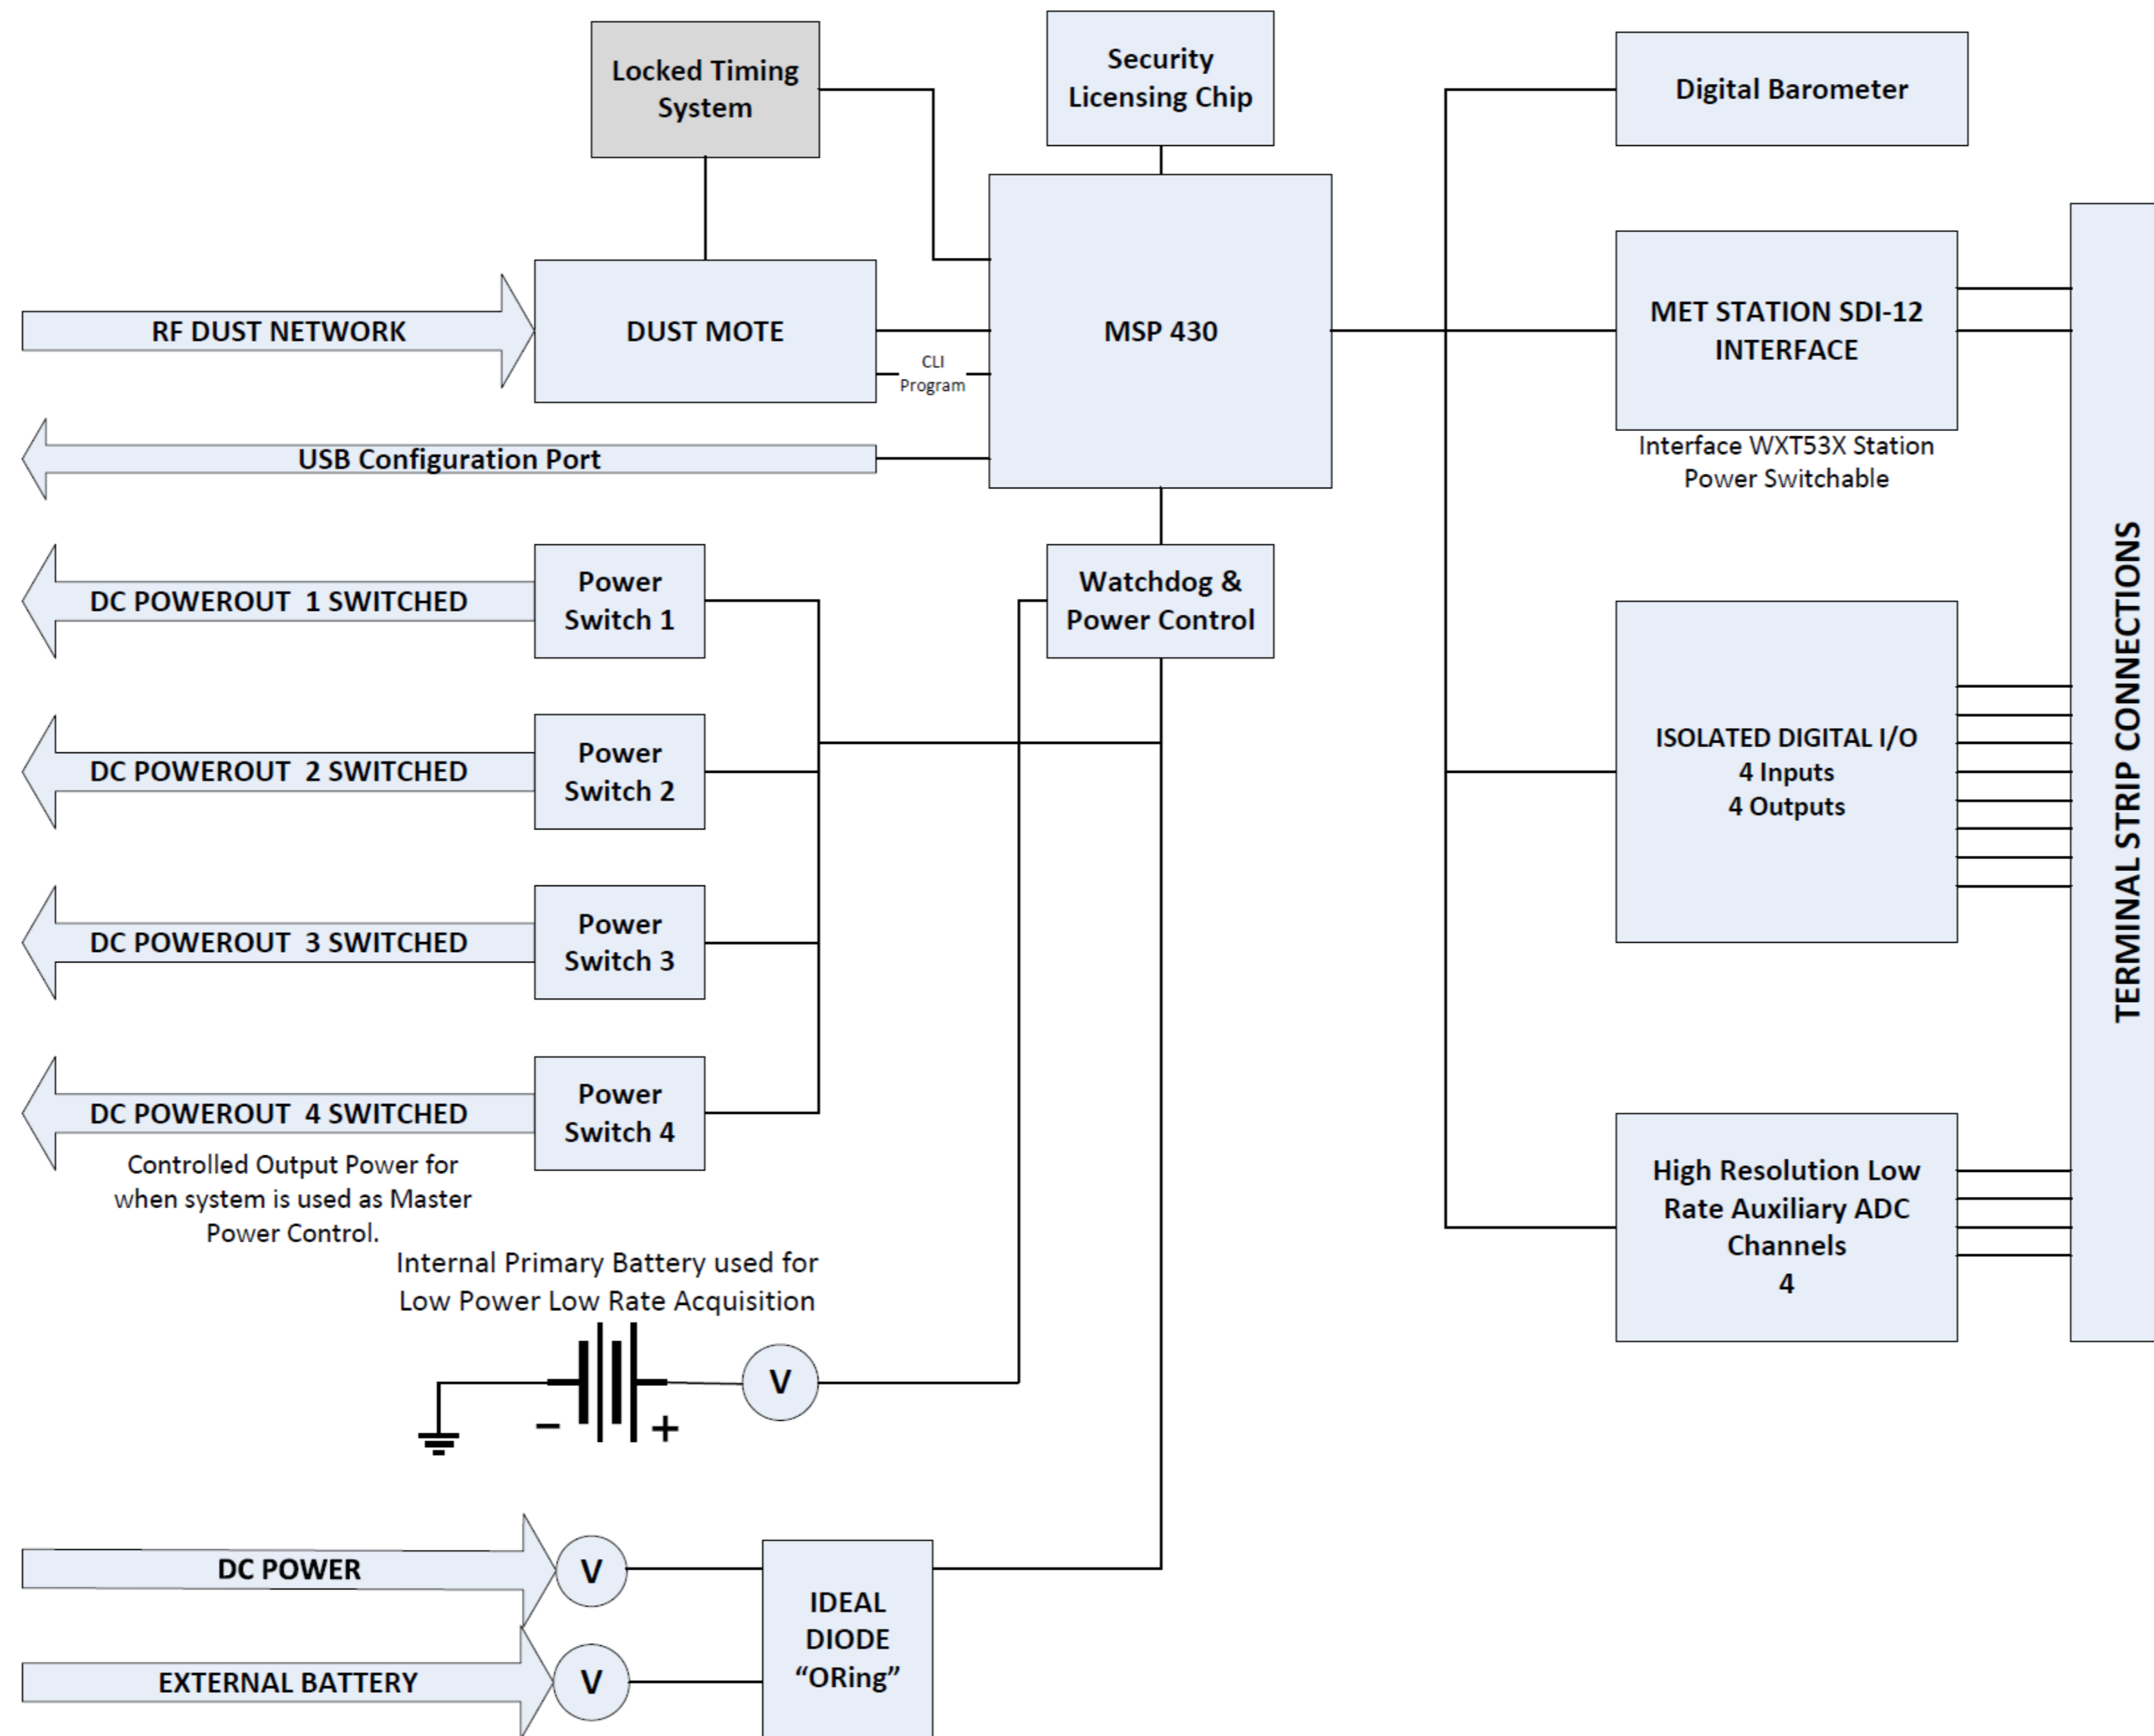 Locked Timing
System
Security
Licensing Chip
Digital Barometer
RF DUST NETWORK
DUST MOTE
CLI
Program
MSP 430
MET STATION SDI-12
INTERFACE
Interface WXT53X Station
Power Switchable
USB Configuration Port
DC POWEROUT 1 SWITCHED
Power
Switch 1
Watchdog &
Power Control
DC POWEROUT 2 SWITCHED
Power
Switch 2
ISOLATED DIGITAL I/O
4 Inputs
4 Outputs
TERMINAL STRIP CONNECTIONS
DC POWEROUT 3 SWITCHED
Power
Switch 3
DC POWEROUT 4 SWITCHED
Power
Switch 4
Controlled Output Power for
when system is used as Master
Power Control.
High Resolution Low
Rate Auxiliary ADC
Channels
4
Internal Primary Battery used for
Low Power Low Rate Acquisition
V
− +
DC POWER
V
IDEAL
DIODE
“ORing”
EXTERNAL BATTERY
V